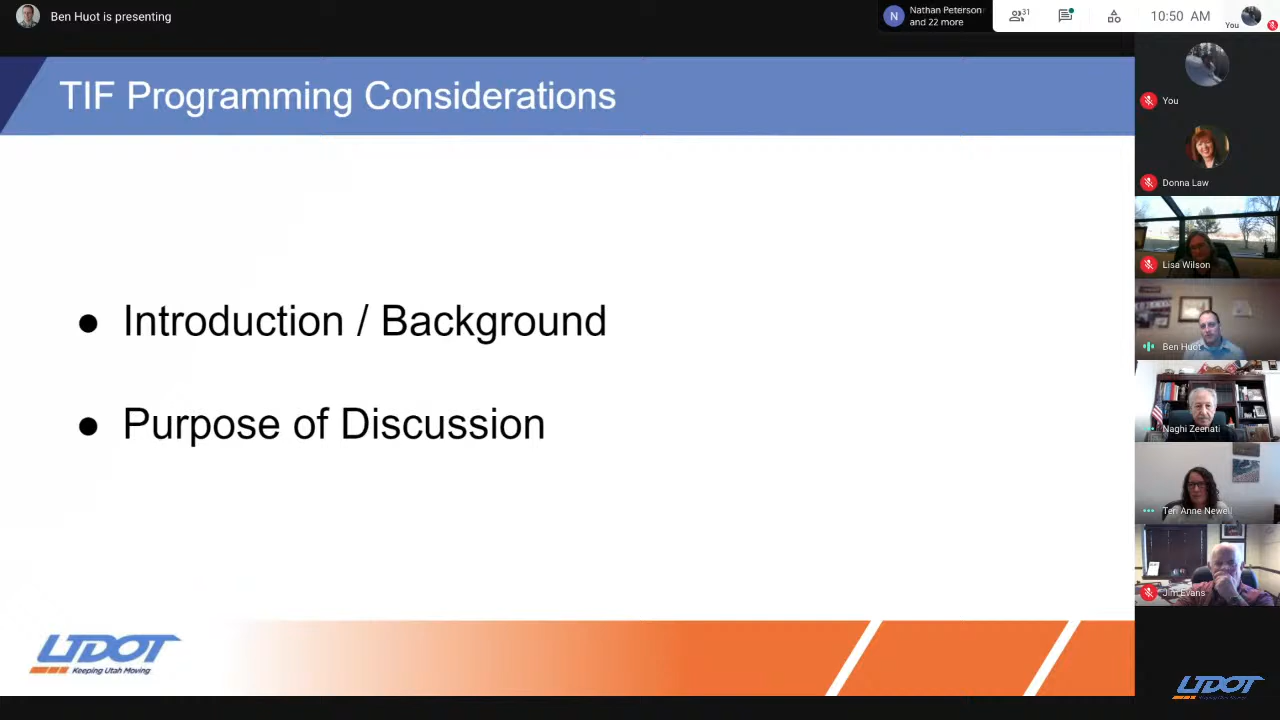 Ben Huot is presenting
N
Nathan Peterson
and 22 more
31
10:50 AM
You
TIF Programming Considerations
● Introduction / Background
● Purpose of Discussion
UDOT
Keeping Utah Moving
You
Donna Law
Lisa Wilson
Ben Huot
Naghi Zeenati
Teri Anne Newell
Jim Evans
UDOT